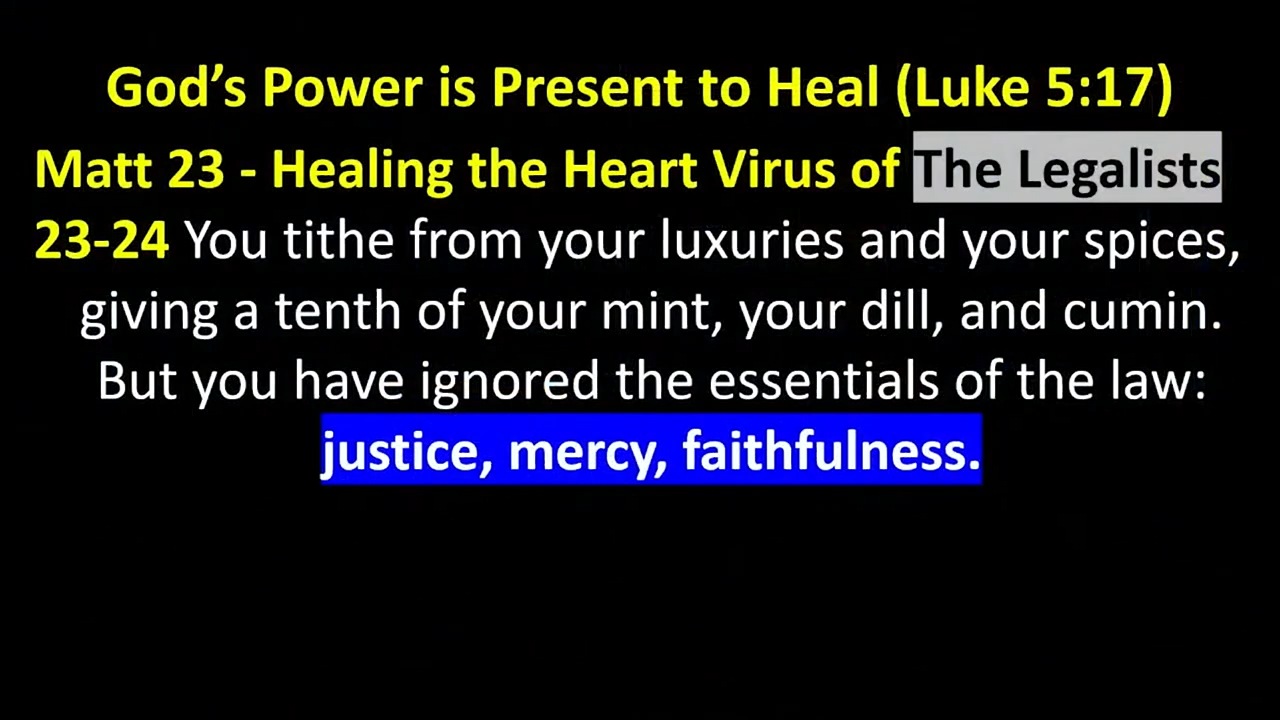 God’s Power is Present to Heal (Luke 5:17)
Matt 23 - Healing the Heart Virus of The Legalists
23-24 You tithe from your luxuries and your spices,
giving a tenth of your mint, your dill, and cumin.
But you have ignored the essentials of the law:
justice, mercy, faithfulness.